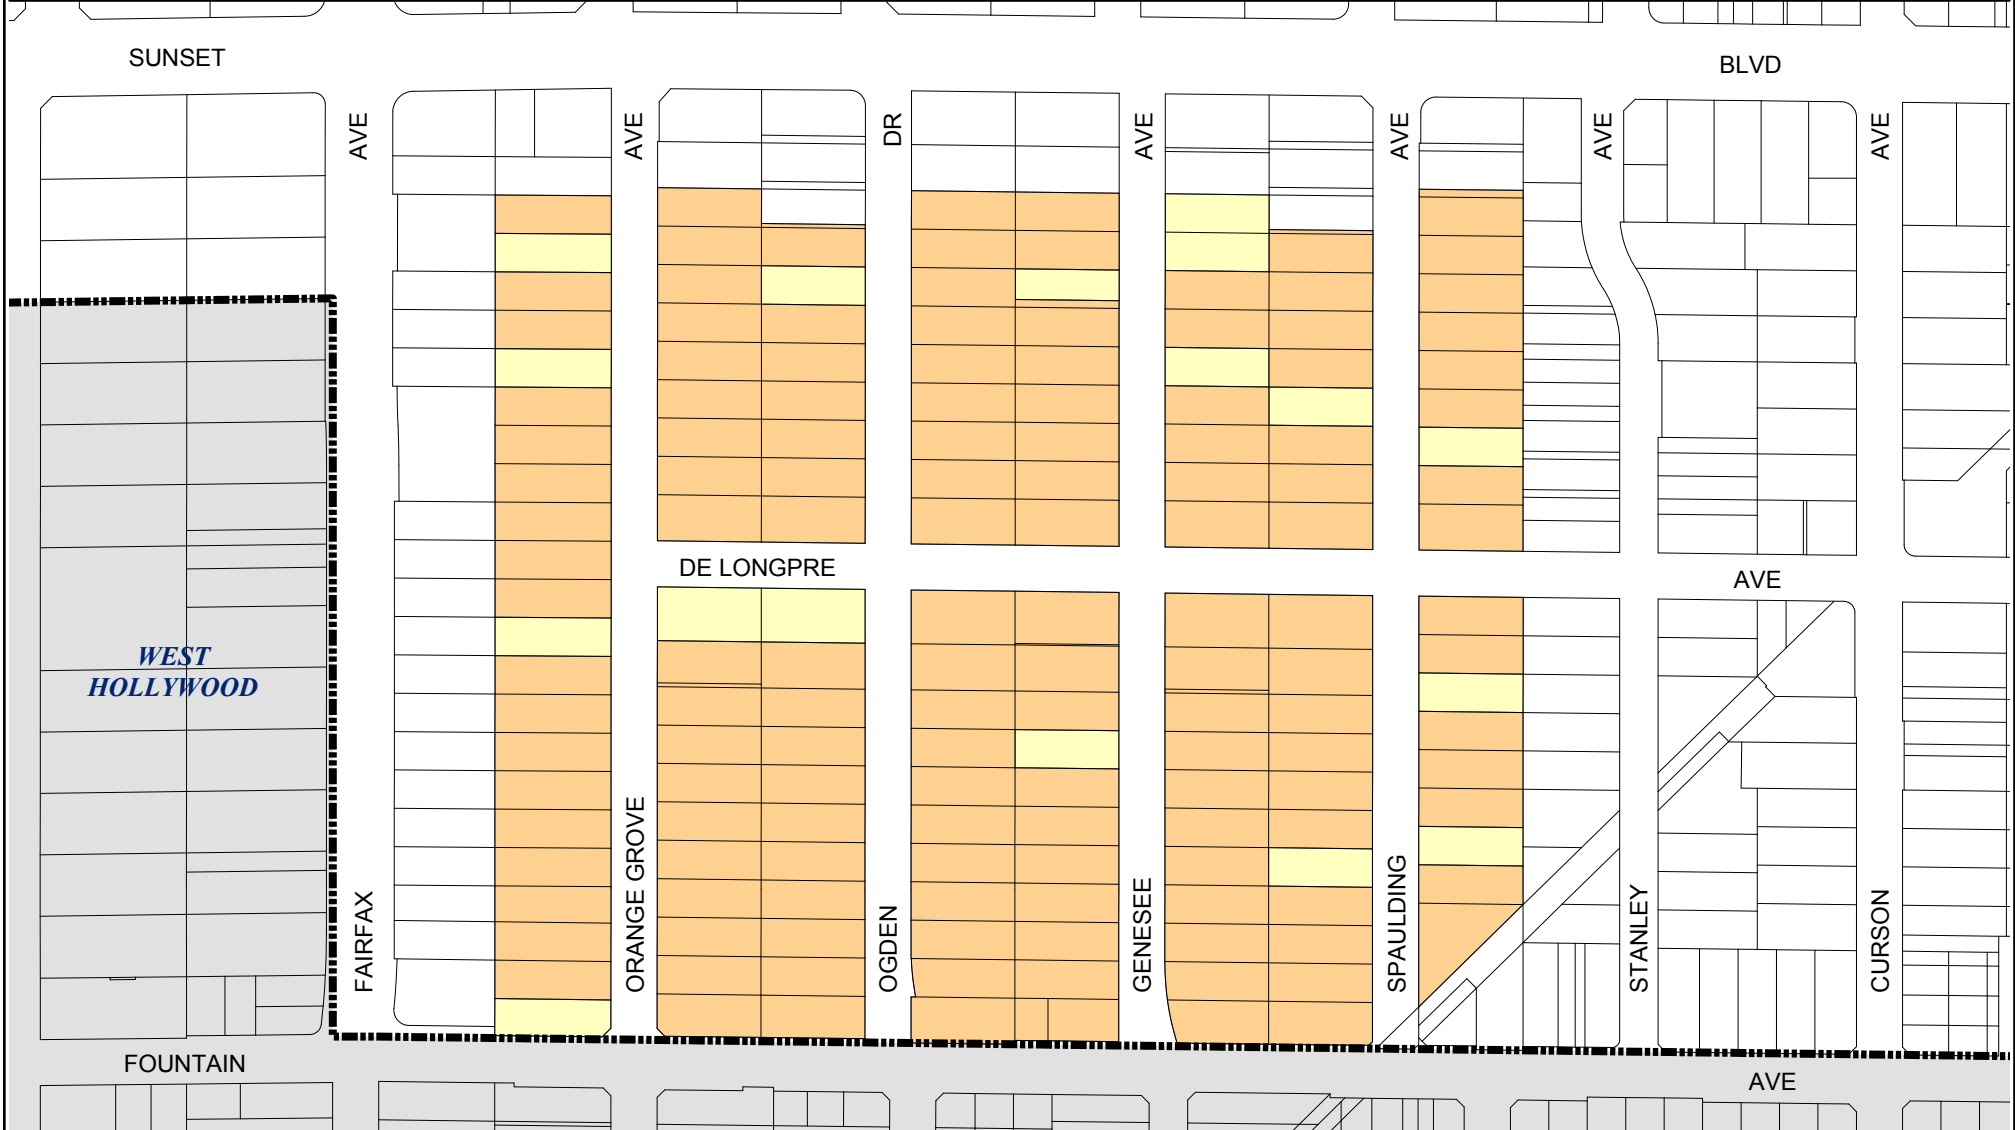 SUNSET
BLVD
AVE
AVE
DR
AVE
AVE
AVE
AVE
DE LONGPRE
AVE
WEST
HOLLYWOOD
FAIRFAX
ORANGE GROVE
OGDEN
GENESEE
SPAULDING
STANLEY
CURSON
FOUNTAIN
AVE